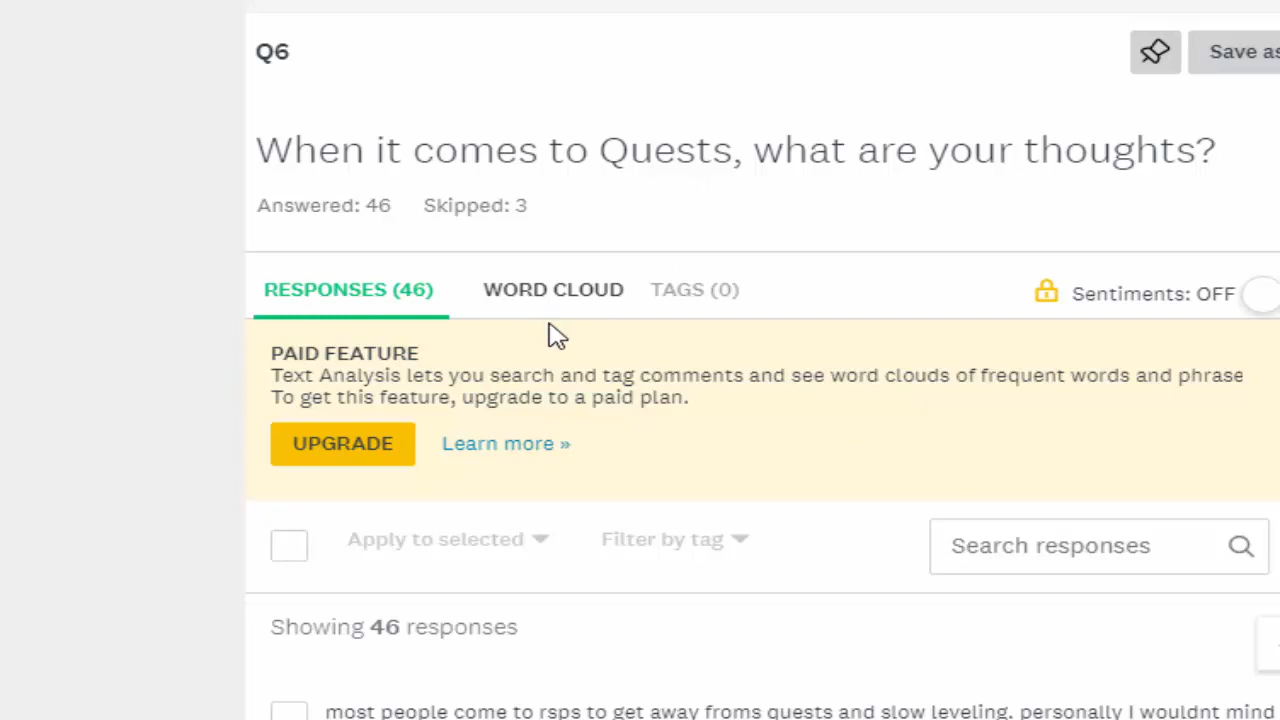 Q6
Save as
When it comes to Quests, what are your thoughts?
Answered: 46 Skipped: 3
RESPONSES (46) WORD CLOUD TAGS (0) Sentiments: OFF
PAID FEATURE
Text Analysis lets you search and tag comments and see word clouds of frequent words and phrase
To get this feature, upgrade to a paid plan.
UPGRADE Learn more »
Apply to selected Filter by tag Search responses
Showing 46 responses
most people come to rsps to get away froms quests and slow leveling. personally I wouldnt mind